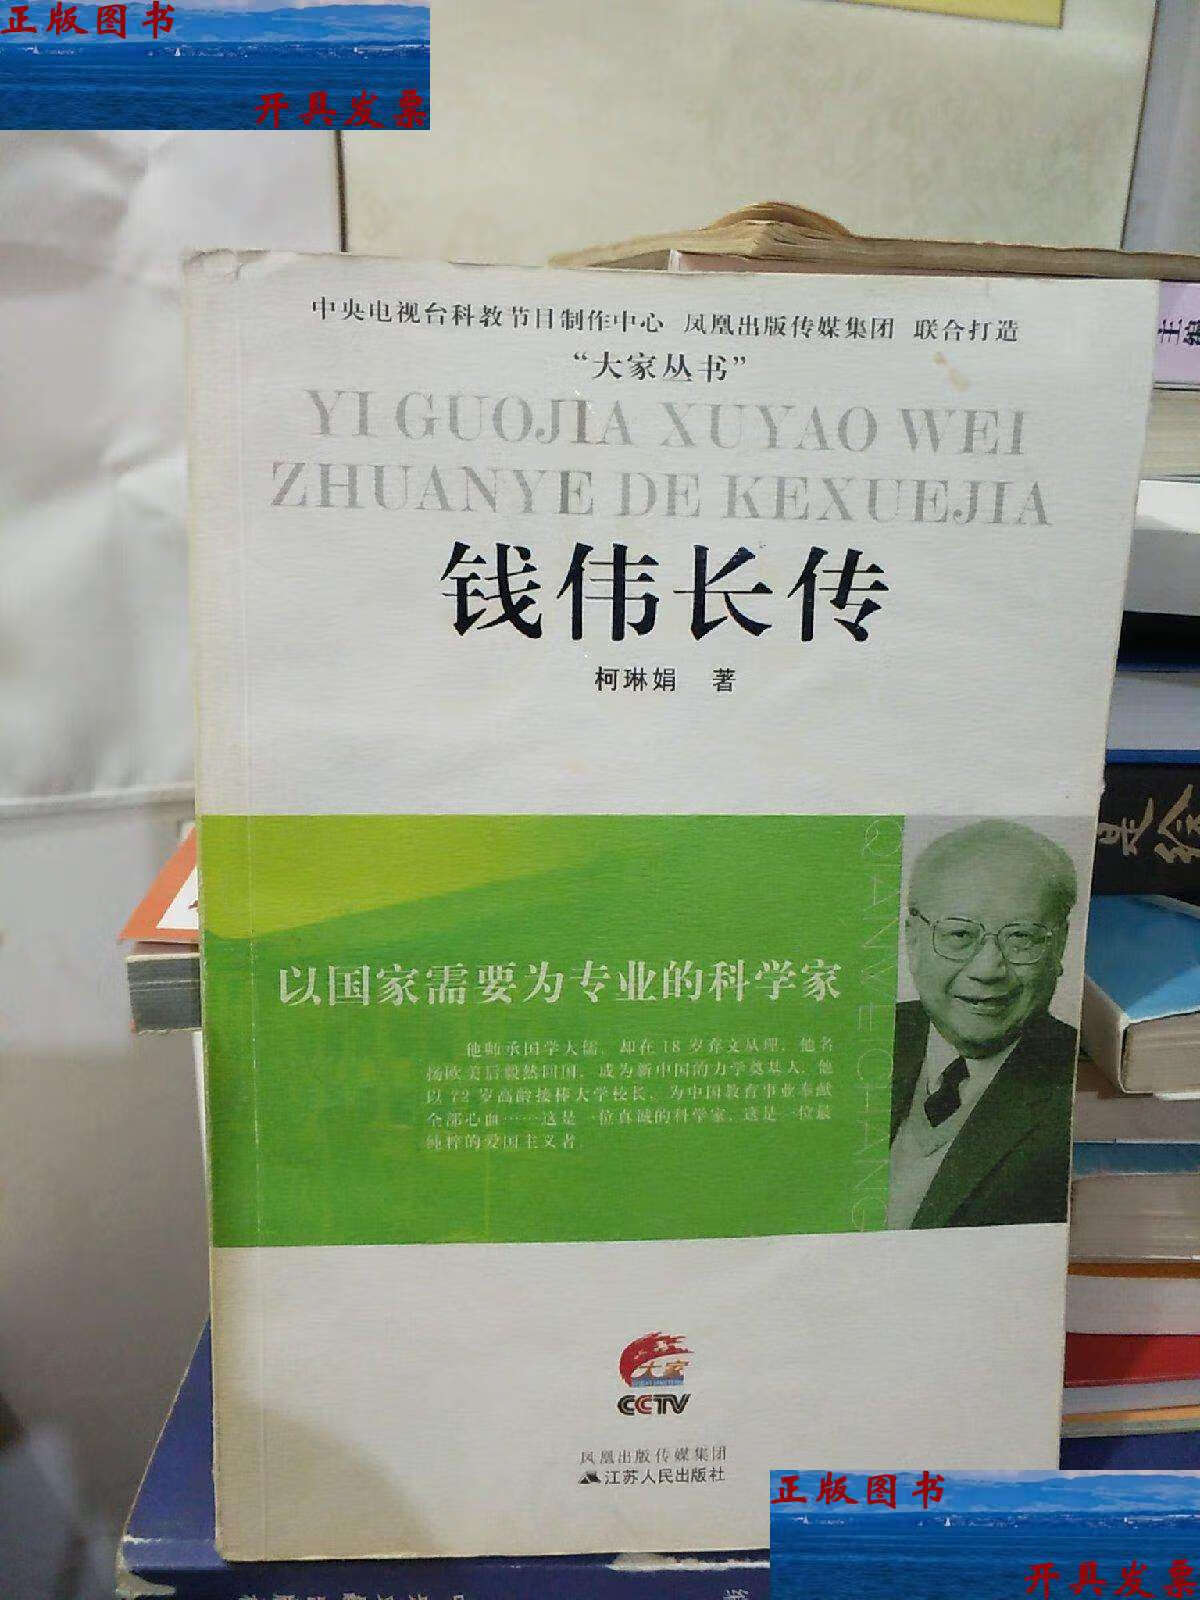 正版图书
开具发票
中央电视台科教节目制作中心 凤凰出版传媒集团 联合打造
“大家丛书”
YI GUOJIA XUYAO WEI
ZHUANYE DE KEXUEJIA
钱伟长传
柯琳娟 著
主编
QIAN WEICHANG
以国家需要为专业的科学家
他师承国学大儒，却在18岁弃文从理，他名
扬欧美后毅然回国，成为新中国的力学奠基人，他
以72岁高龄接棒大学校长，为中国教育事业奉献
全部心血……这是一位真诚的科学家，这是一位最
纯粹的爱国主义者。
大家
CCTV
凤凰出版传媒集团
江苏人民出版社
正版图书
开具发票